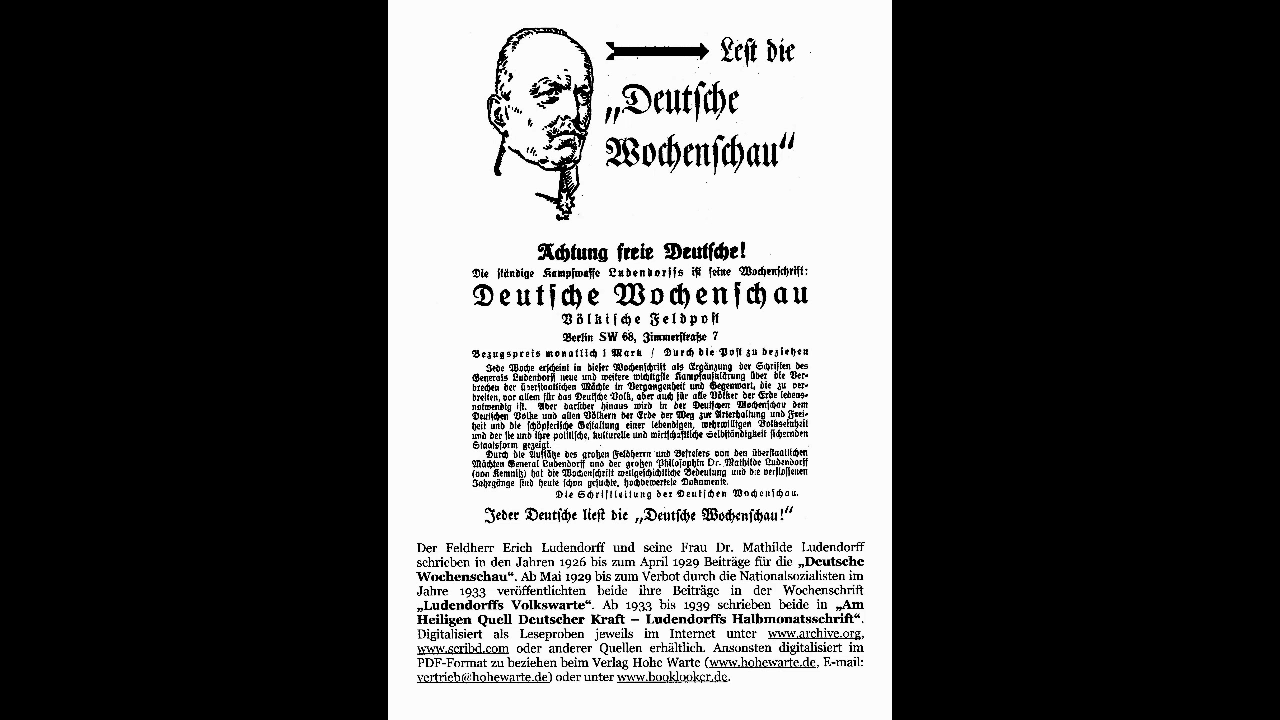 Lest die
„Deutsche
Wochenschau“
Achtung freie Deutsche!
Die ständige Kampfwaffe Ludendorffs ist seine Wochenschrift:
Deutsche Wochenschau
Völkische Feldpost
Berlin SW 68, Zimmerstraße 7
Bezugspreis monatlich 1 Mark / Durch die Post zu beziehen
Jede Woche erscheint in dieser Wochenschrift als Ergänzung der Schriften des
Generals Ludendorff neue und weitere wichtigste Kampfaufklärung über die Ver-
brechen der überstaatlichen Mächte in Vergangenheit und Gegenwart, die zu ver-
breiten, vor allem für das Deutsche Volk, aber auch für alle Völker der Erde lebens-
notwendig ist. Aber darüber hinaus wird in der Deutschen Wochenschau dem
Deutschen Volke und allen Völkern der Erde der Weg zur Arterhaltung und Frei-
heit und die schöpferische Gestaltung einer lebendigen, wehrwilligen Volkseinheit
und der sie und ihre politische, kulturelle und wirtschaftliche Selbständigkeit sichernden
Staatsform gezeigt.
Durch die Aufsätze des großen Feldherrn und Befreiers von den überstaatlichen
Mächten General Ludendorff und der großen Philosophin Dr. Mathilde Ludendorff
(von Kemnitz) hat die Wochenschrift weltgeschichtliche Bedeutung und die verflossenen
Jahrgänge sind heute schon gesuchte, hochbewertete Dokumente.
Die Schriftleitung der Deutschen Wochenschau.
Jeder Deutsche liest die „Deutsche Wochenschau!“
Der Feldherr Erich Ludendorff und seine Frau Dr. Mathilde Ludendorff
schrieben in den Jahren 1926 bis zum April 1929 Beiträge für die „Deutsche
Wochenschau“. Ab Mai 1929 bis zum Verbot durch die Nationalsozialisten im
Jahre 1933 veröffentlichten beide ihre Beiträge in der Wochenschrift
„Ludendorffs Volkswarte“. Ab 1933 bis 1939 schrieben beide in „Am
Heiligen Quell Deutscher Kraft – Ludendorffs Halbmonatsschrift“.
Digitalisiert als Leseproben jeweils im Internet unter www.archive.org,
www.scribd.com oder anderer Quellen erhältlich. Ansonsten digitalisiert im
PDF-Format zu beziehen beim Verlag Hohe Warte (www.hohewarte.de, E-mail:
vertrieb@hohewarte.de) oder unter www.booklooker.de.